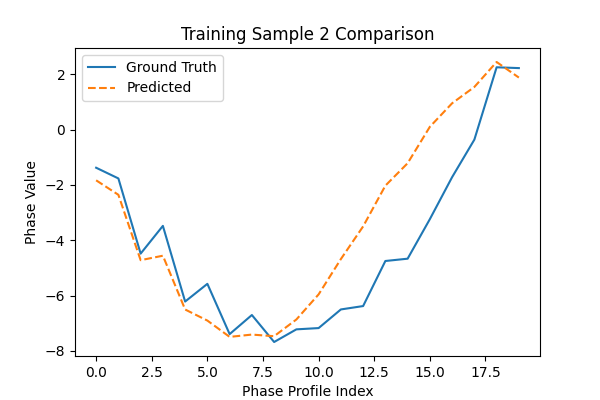 Training Sample 2 Comparison
Ground Truth
Predicted
Phase Value
2
0
−2
−4
−6
−8
0.0 2.5 5.0 7.5 10.0 12.5 15.0 17.5
Phase Profile Index